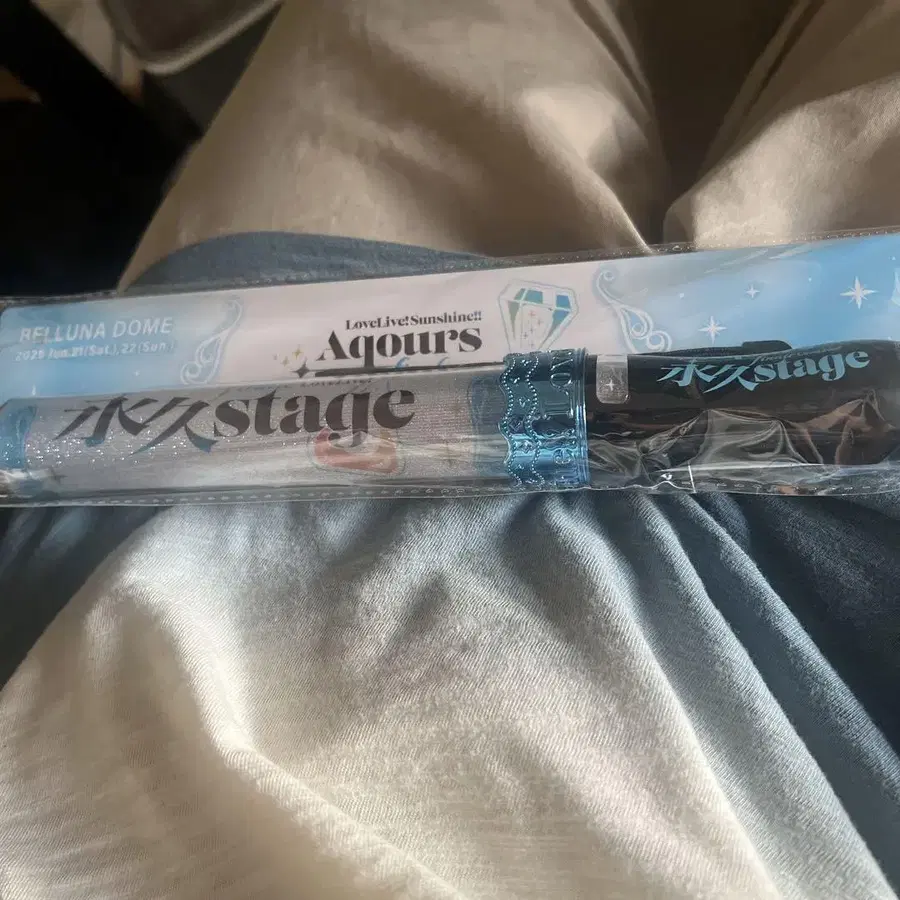 BELLUNA DOME
2025 Jun.21(Sat.), 22(Sun.)
LoveLive! Sunshine!!
Aqours
永久stage
永久stage